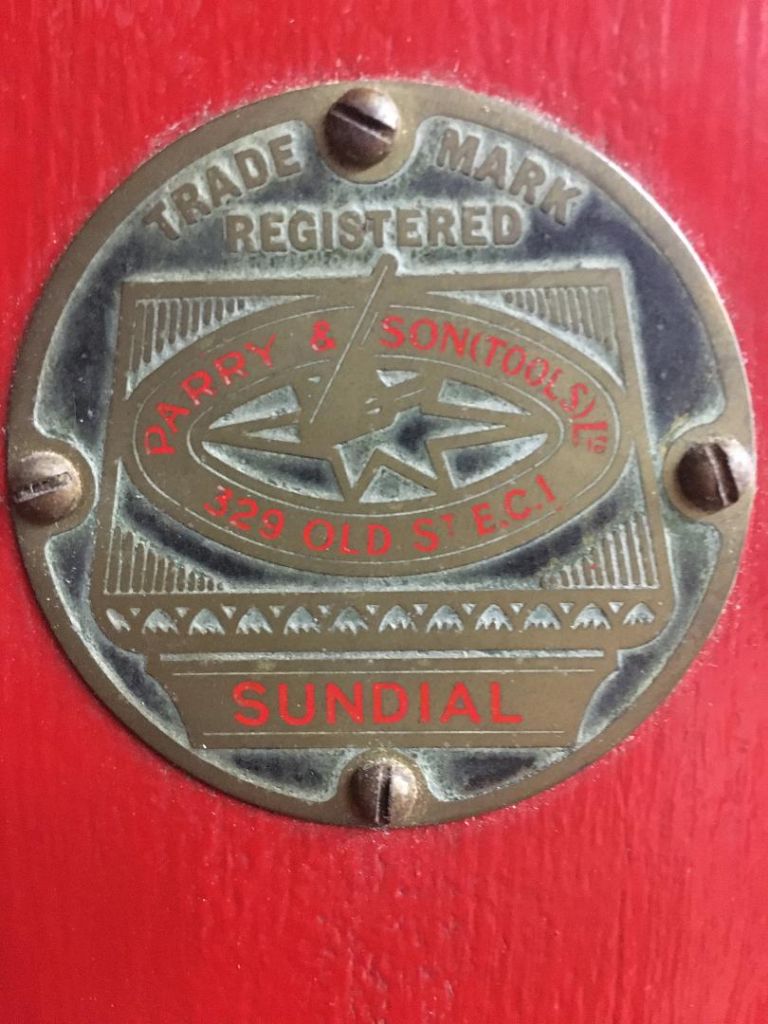 TRADE MARK
REGISTERED
PARRY & SON(TOOLS)LTD
329 OLD ST E.C.1
SUNDIAL